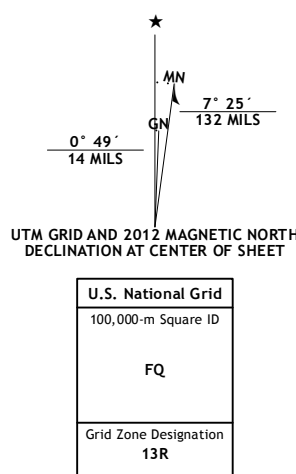 MN
GN
7° 25´
132 MILS
0° 49´
14 MILS
UTM GRID AND 2012 MAGNETIC NORTH
DECLINATION AT CENTER OF SHEET
U.S. National Grid
100,000-m Square ID
FQ
Grid Zone Designation
13R